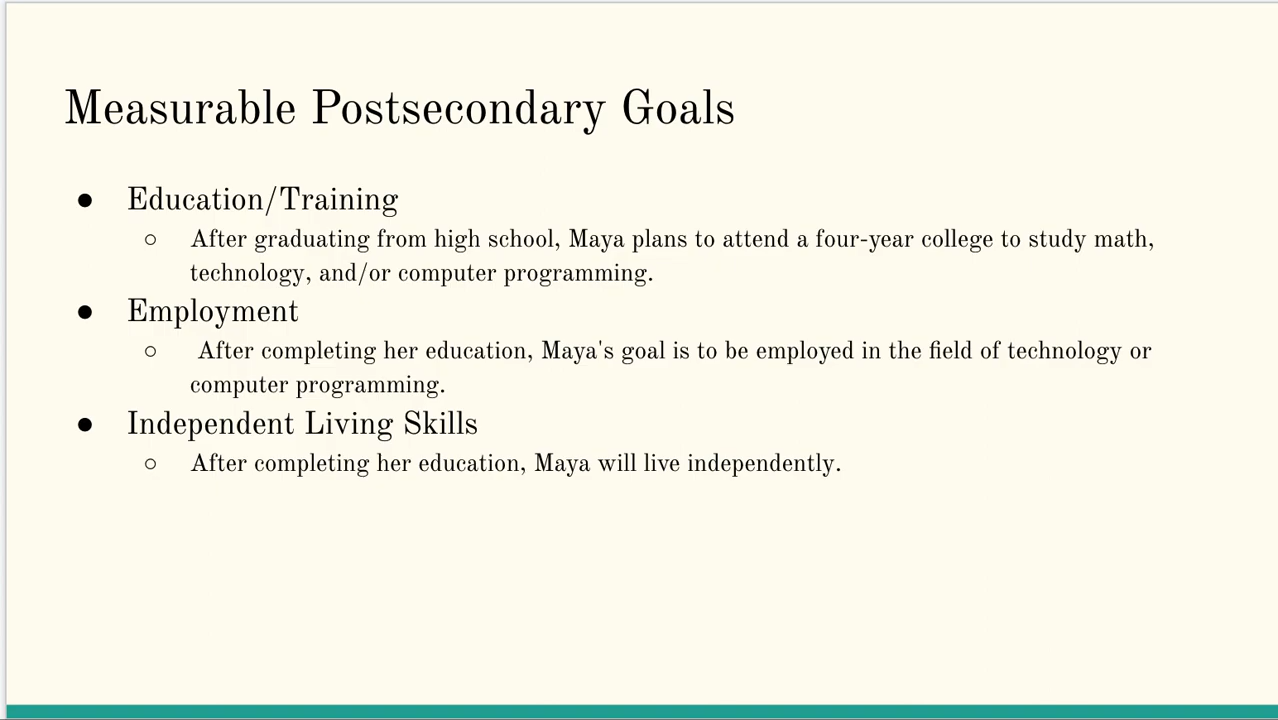 Measurable Postsecondary Goals
● Education/Training
○ After graduating from high school, Maya plans to attend a four-year college to study math,
technology, and/or computer programming.
● Employment
○ After completing her education, Maya's goal is to be employed in the field of technology or
computer programming.
● Independent Living Skills
○ After completing her education, Maya will live independently.